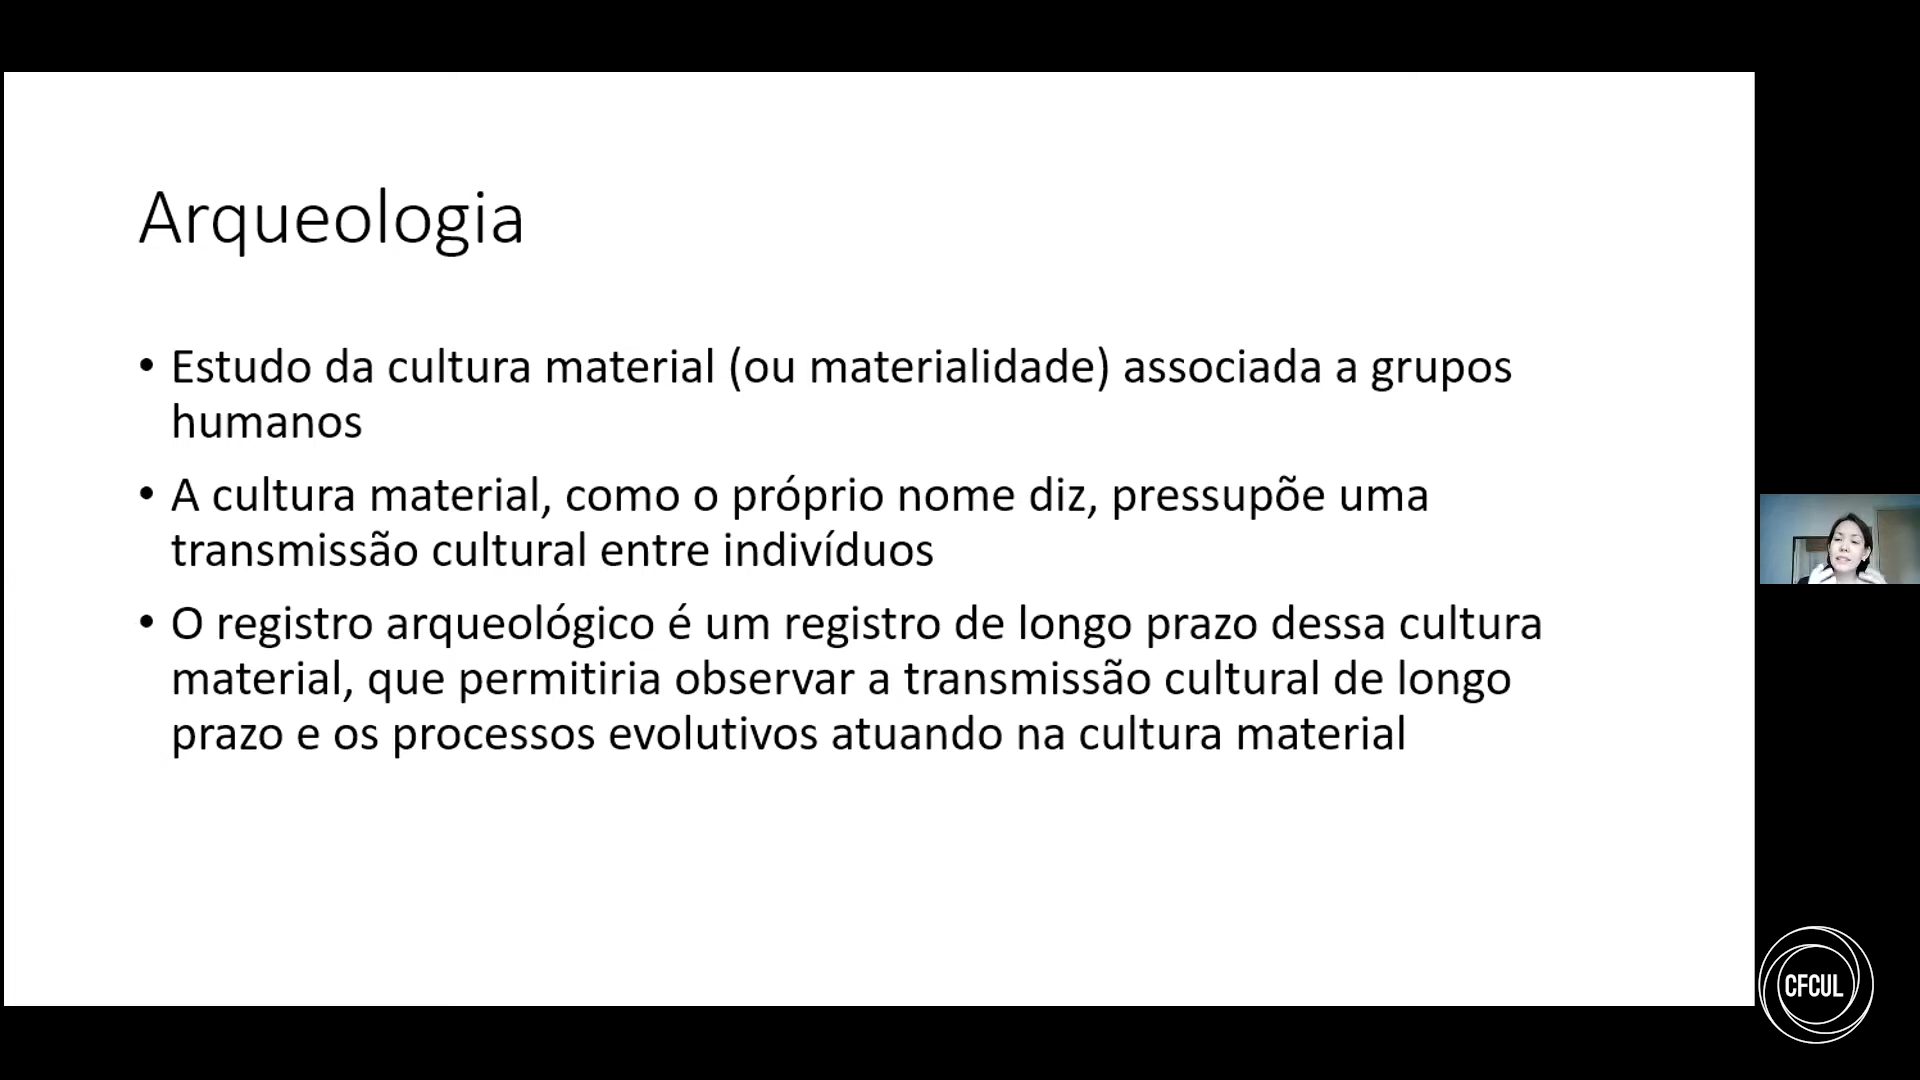 Arqueologia
• Estudo da cultura material (ou materialidade) associada a grupos
humanos
• A cultura material, como o próprio nome diz, pressupõe uma
transmissão cultural entre indivíduos
• O registro arqueológico é um registro de longo prazo dessa cultura
material, que permitiria observar a transmissão cultural de longo
prazo e os processos evolutivos atuando na cultura material
CFCUL